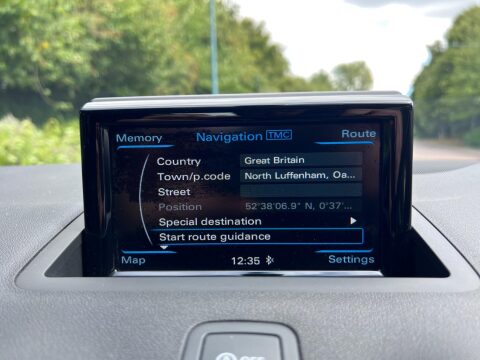 Memory Navigation TMC Route
Country Great Britain
Town/p.code North Luffenham, Oa...
Street
Position 52°38'06.9" N, 0°37'...
Special destination
Start route guidance
Map 12:35 Settings
OFF